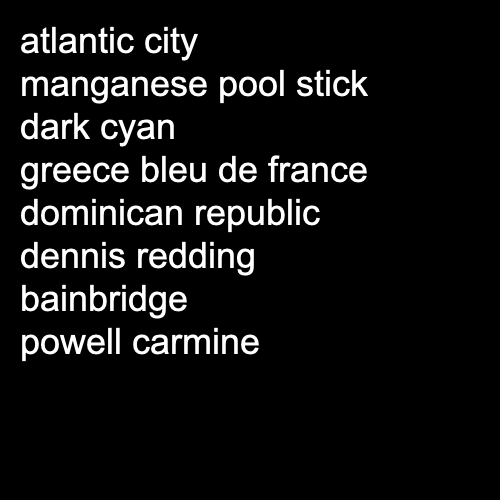 atlantic city
manganese pool stick
dark cyan
greece bleu de france
dominican republic
dennis redding
bainbridge
powell carmine